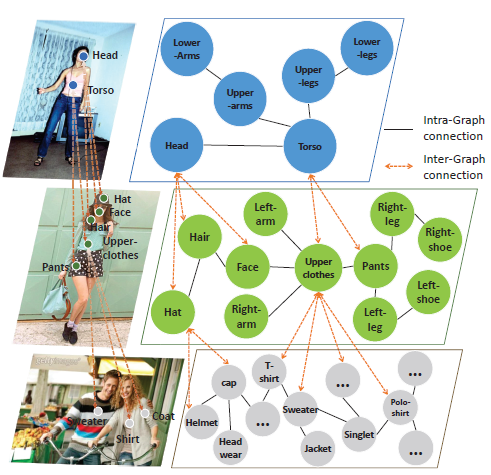 Head
Torso
Lower
-Arms
Upper
-arms
Upper
-legs
Lower
-legs
Head
Torso
Intra-Graph
connection
Inter-Graph
connection
Hat
Face
Hair
Upper-
clothes
Pants
Left-
arm
Hair
Face
Hat
Right-
arm
Upper
clothes
Pants
Right-
leg
Right-
shoe
Left-
shoe
Left-
leg
Sweater
Shirt
Coat
cap
T-
shirt
...
...
Helmet
Head
wear
...
Sweater
Jacket
Singlet
Polo-
shirt
...